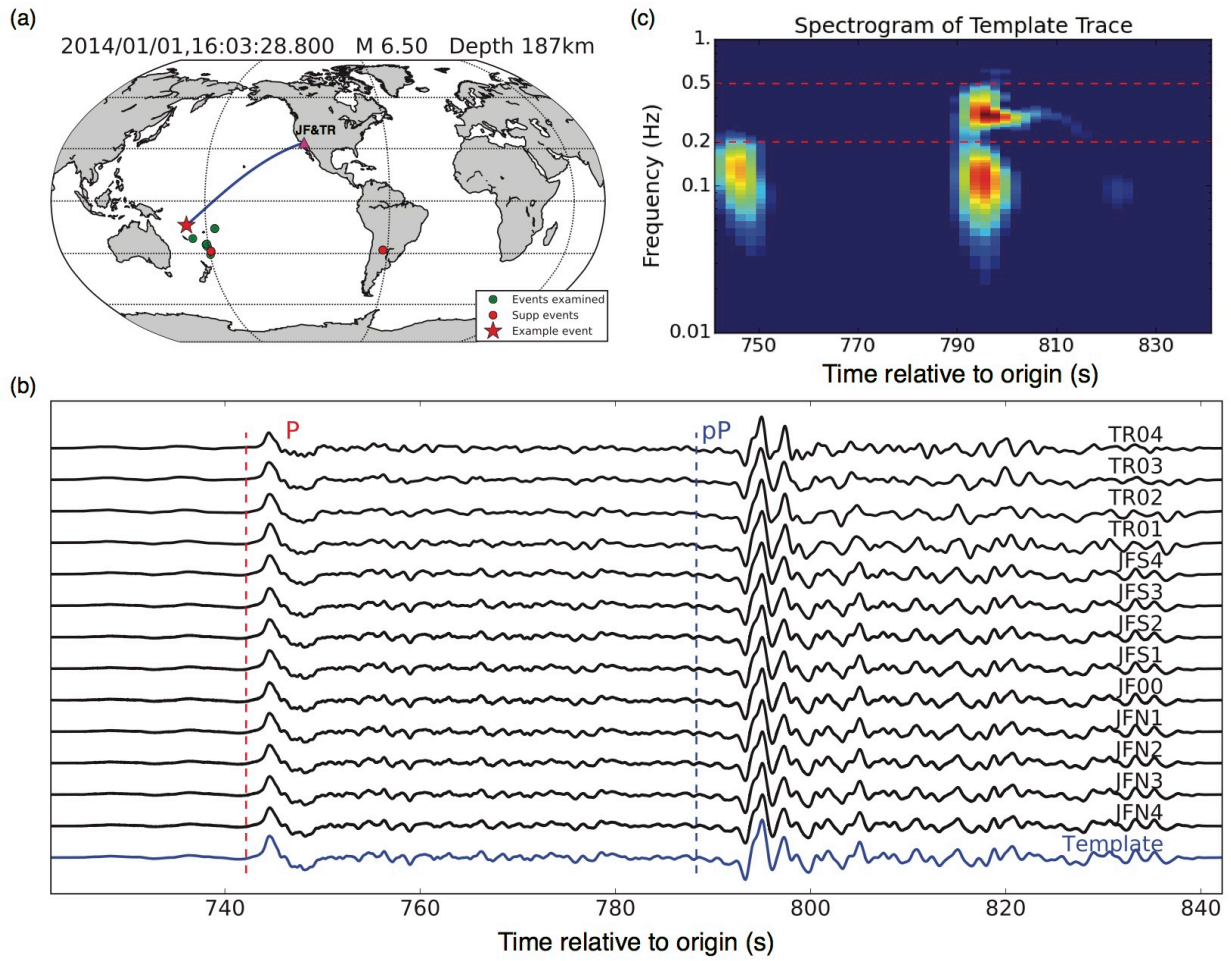 (a)
2014/01/01,16:03:28.800 M 6.50 Depth 187km
JF&TR
Events examined
Supp events
Example event
(c)
Spectrogram of Template Trace
Frequency (Hz)
1.
0.5
0.2
0.1
0.01
750 770 790 810 830
Time relative to origin (s)
(b)
P
pP
TR04
TR03
TR02
TR01
JFS4
JFS3
JFS2
JFS1
JF00
JFN1
JFN2
JFN3
JFN4
Template
740 760 780 800 820 840
Time relative to origin (s)